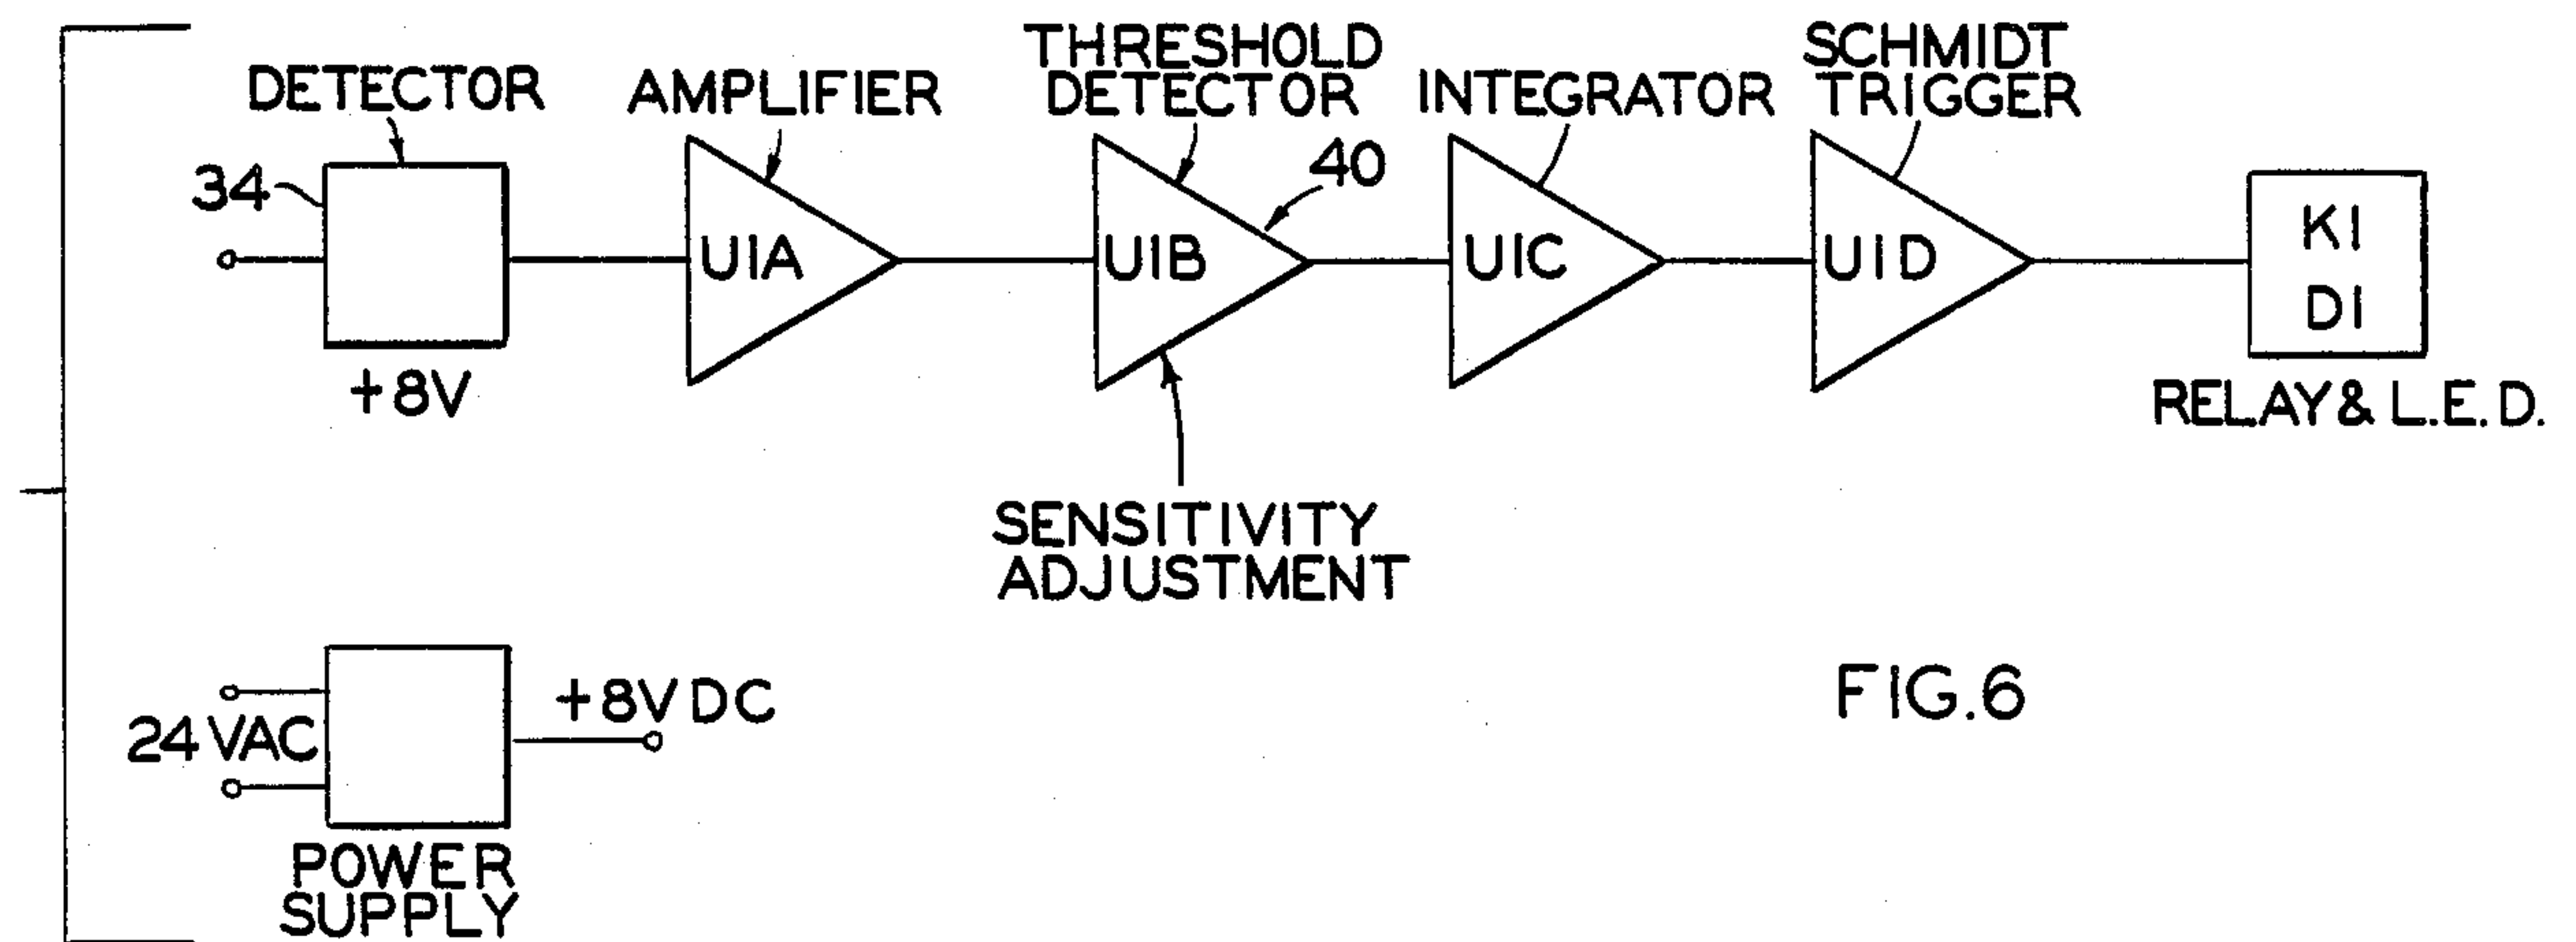 DETECTOR
34
+8V
AMPLIFIER
UIA
THRESHOLD
DETECTOR
40
UIB
SENSITIVITY
ADJUSTMENT
INTEGRATOR
UIC
SCHMIDT
TRIGGER
UID
KI
DI
RELAY & L.E.D.
24 VAC
+8V DC
POWER
SUPPLY
FIG.6